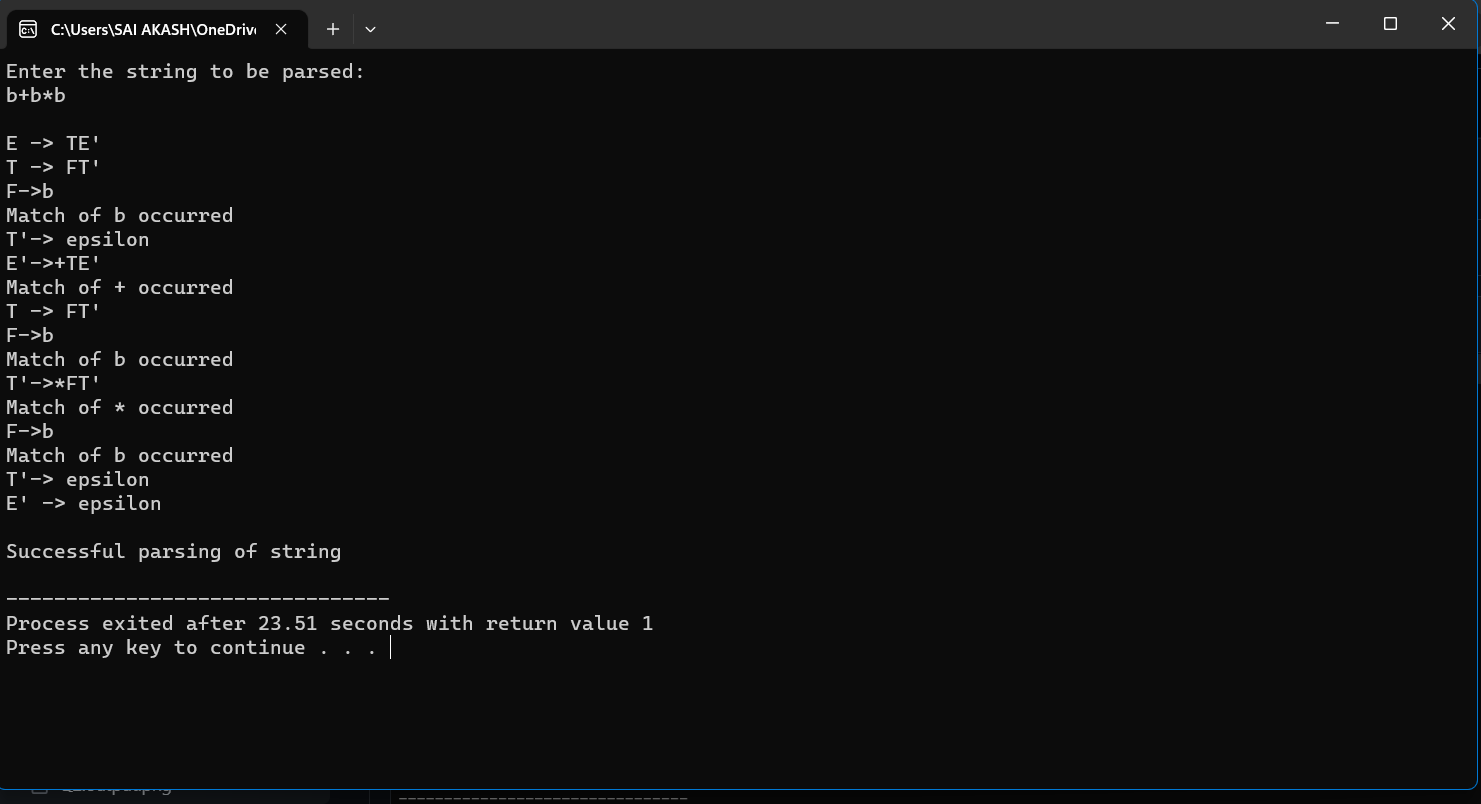 C:\Users\SAI AKASH\OneDrive
Enter the string to be parsed:
b+b*b
E -> TE'
T -> FT'
F->b
Match of b occurred
T'-> epsilon
E'->+TE'
Match of + occurred
T -> FT'
F->b
Match of b occurred
T'->*FT'
Match of * occurred
F->b
Match of b occurred
T'-> epsilon
E' -> epsilon
Successful parsing of string
--------------------------------
Process exited after 23.51 seconds with return value 1
Press any key to continue . . .